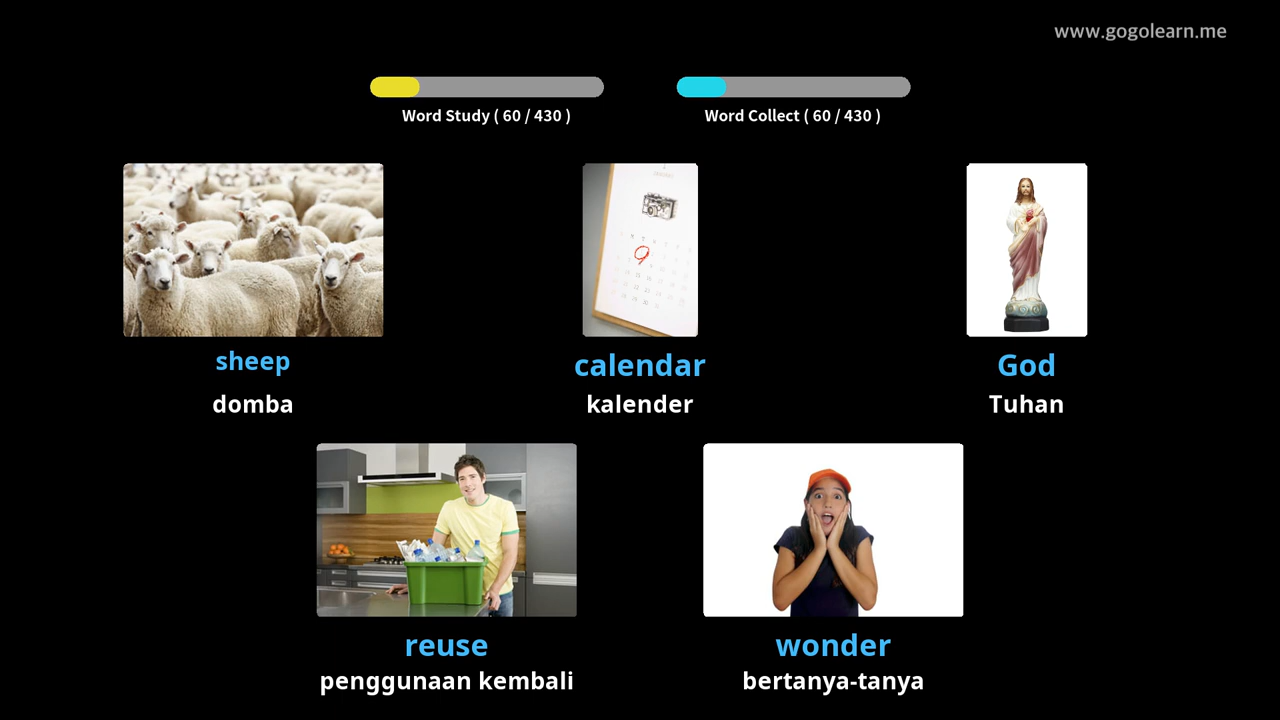 www.gogolearn.me
Word Study ( 60 / 430 )
Word Collect ( 60 / 430 )
sheep
calendar
God
domba
kalender
Tuhan
reuse
wonder
penggunaan kembali
bertanya-tanya